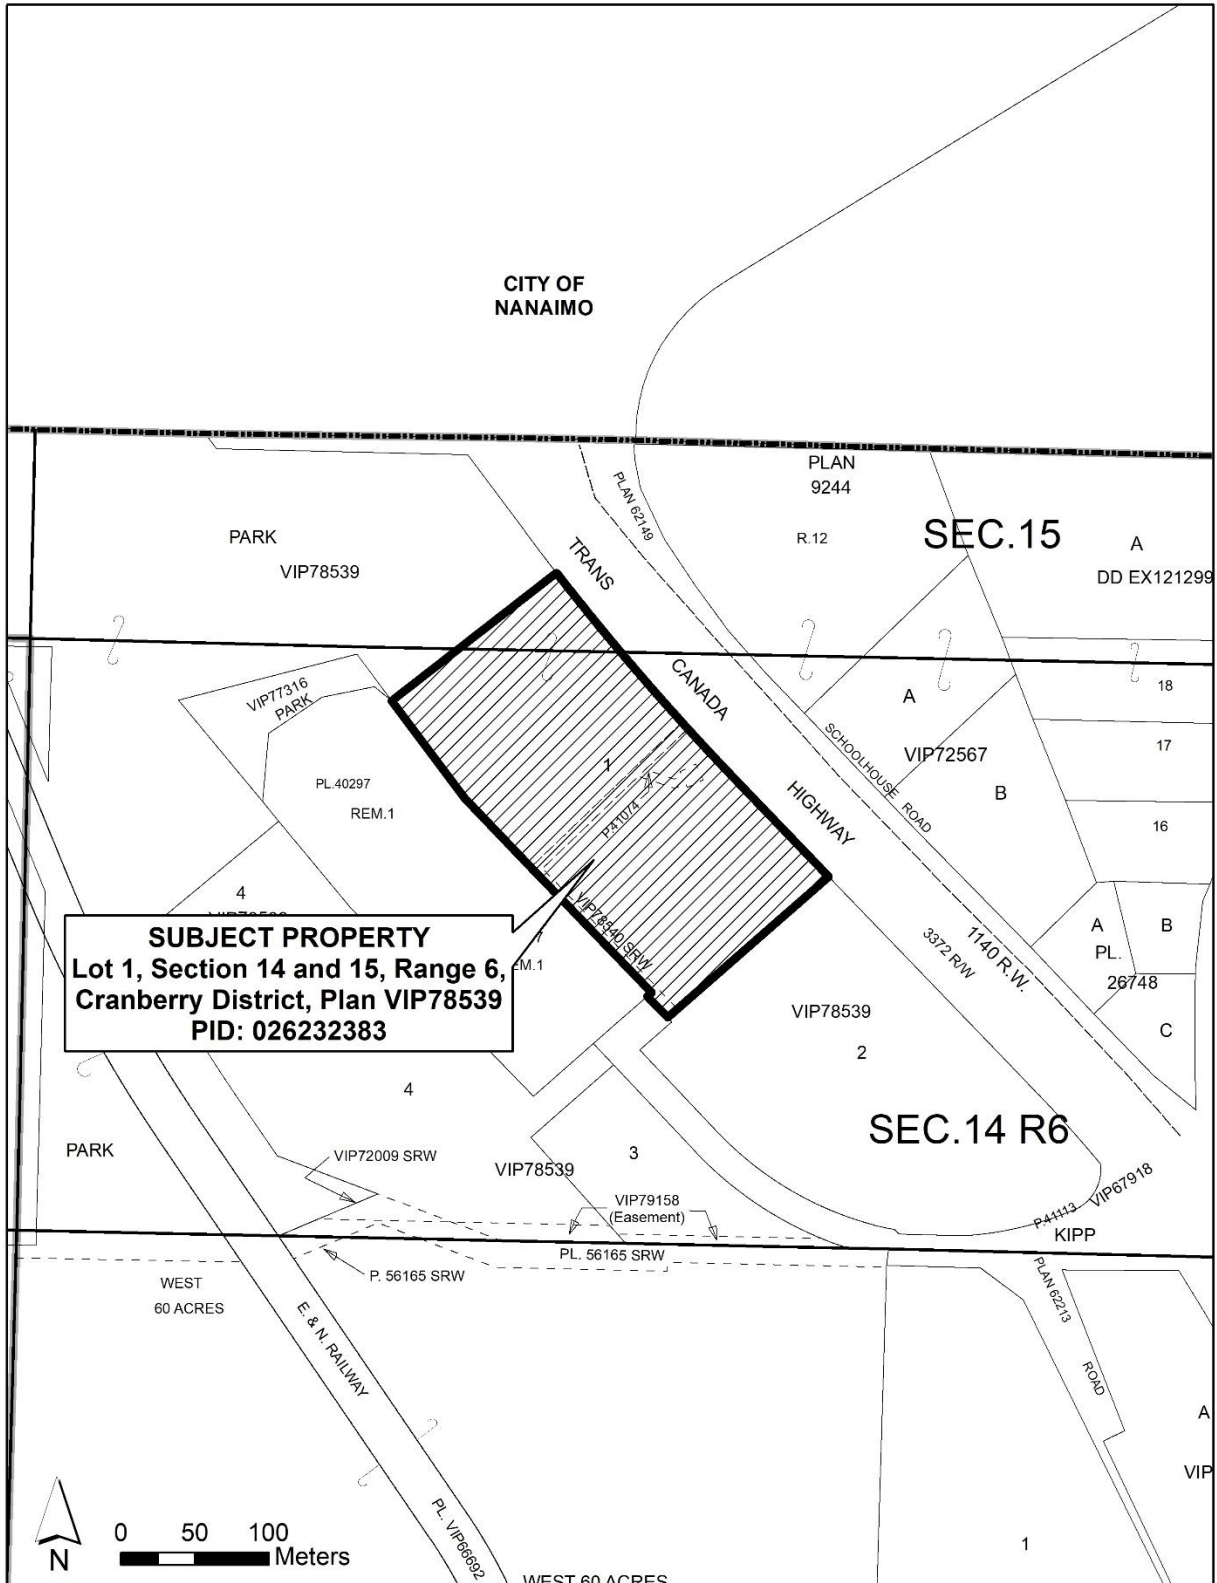 CITY OF
NANAIMO
PLAN
9244
PLAN 62149
SEC.15
R.12
A
PARK
VIP78539
DD EX121299
TRANS
CANADA
HIGHWAY
VIP77316
PARK
18
A
17
SCHOOLHOUSE ROAD
VIP72567
1
PL.40297
REM.1
B
P.41074
16
4
SUBJECT PROPERTY
Lot 1, Section 14 and 15, Range 6,
Cranberry District, Plan VIP78539
PID: 026232383
VIP78540 SRW
3372 R/W
1140 R.W.
A
B
PL.
26748
C
VIP78539
2
4
SEC.14 R6
PARK
VIP72009 SRW
VIP78539
3
VIP79158
(Easement)
P.41113
VIP67918
KIPP
PL. 56165 SRW
P. 56165 SRW
WEST
60 ACRES
PLAN 62213
ROAD
E. & N. RAILWAY
A
VIP
PL. VIP66692
0 50 100
Meters
N
1
WEST 60 ACRES